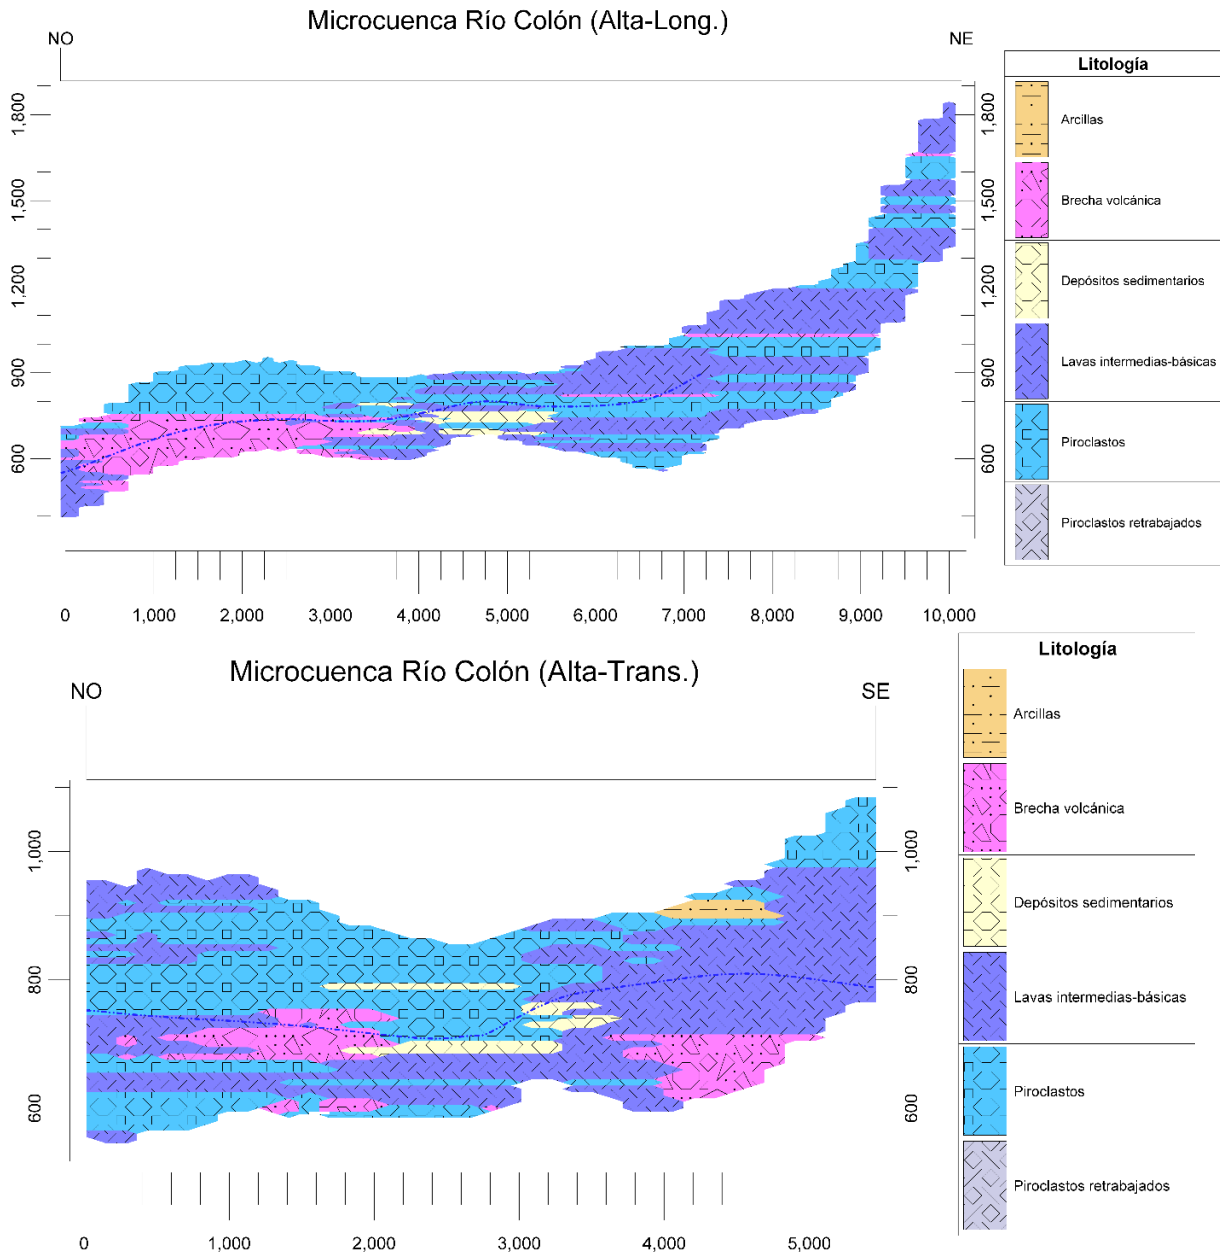 Microcuenca Río Colón (Alta-Long.)
NO
NE
Litología
Arcillas
Brecha volcánica
Depósitos sedimentarios
Lavas intermedias-básicas
Piroclastos
Piroclastos retrabajados
1,800
1,500
1,200
900
600
1,800
1,500
1,200
900
600
0 1,000 2,000 3,000 4,000 5,000 6,000 7,000 8,000 9,000 10,000
Microcuenca Río Colón (Alta-Trans.)
NO
SE
Litología
Arcillas
Brecha volcánica
Depósitos sedimentarios
Lavas intermedias-básicas
Piroclastos
Piroclastos retrabajados
1,000
800
600
1,000
800
600
0 1,000 2,000 3,000 4,000 5,000